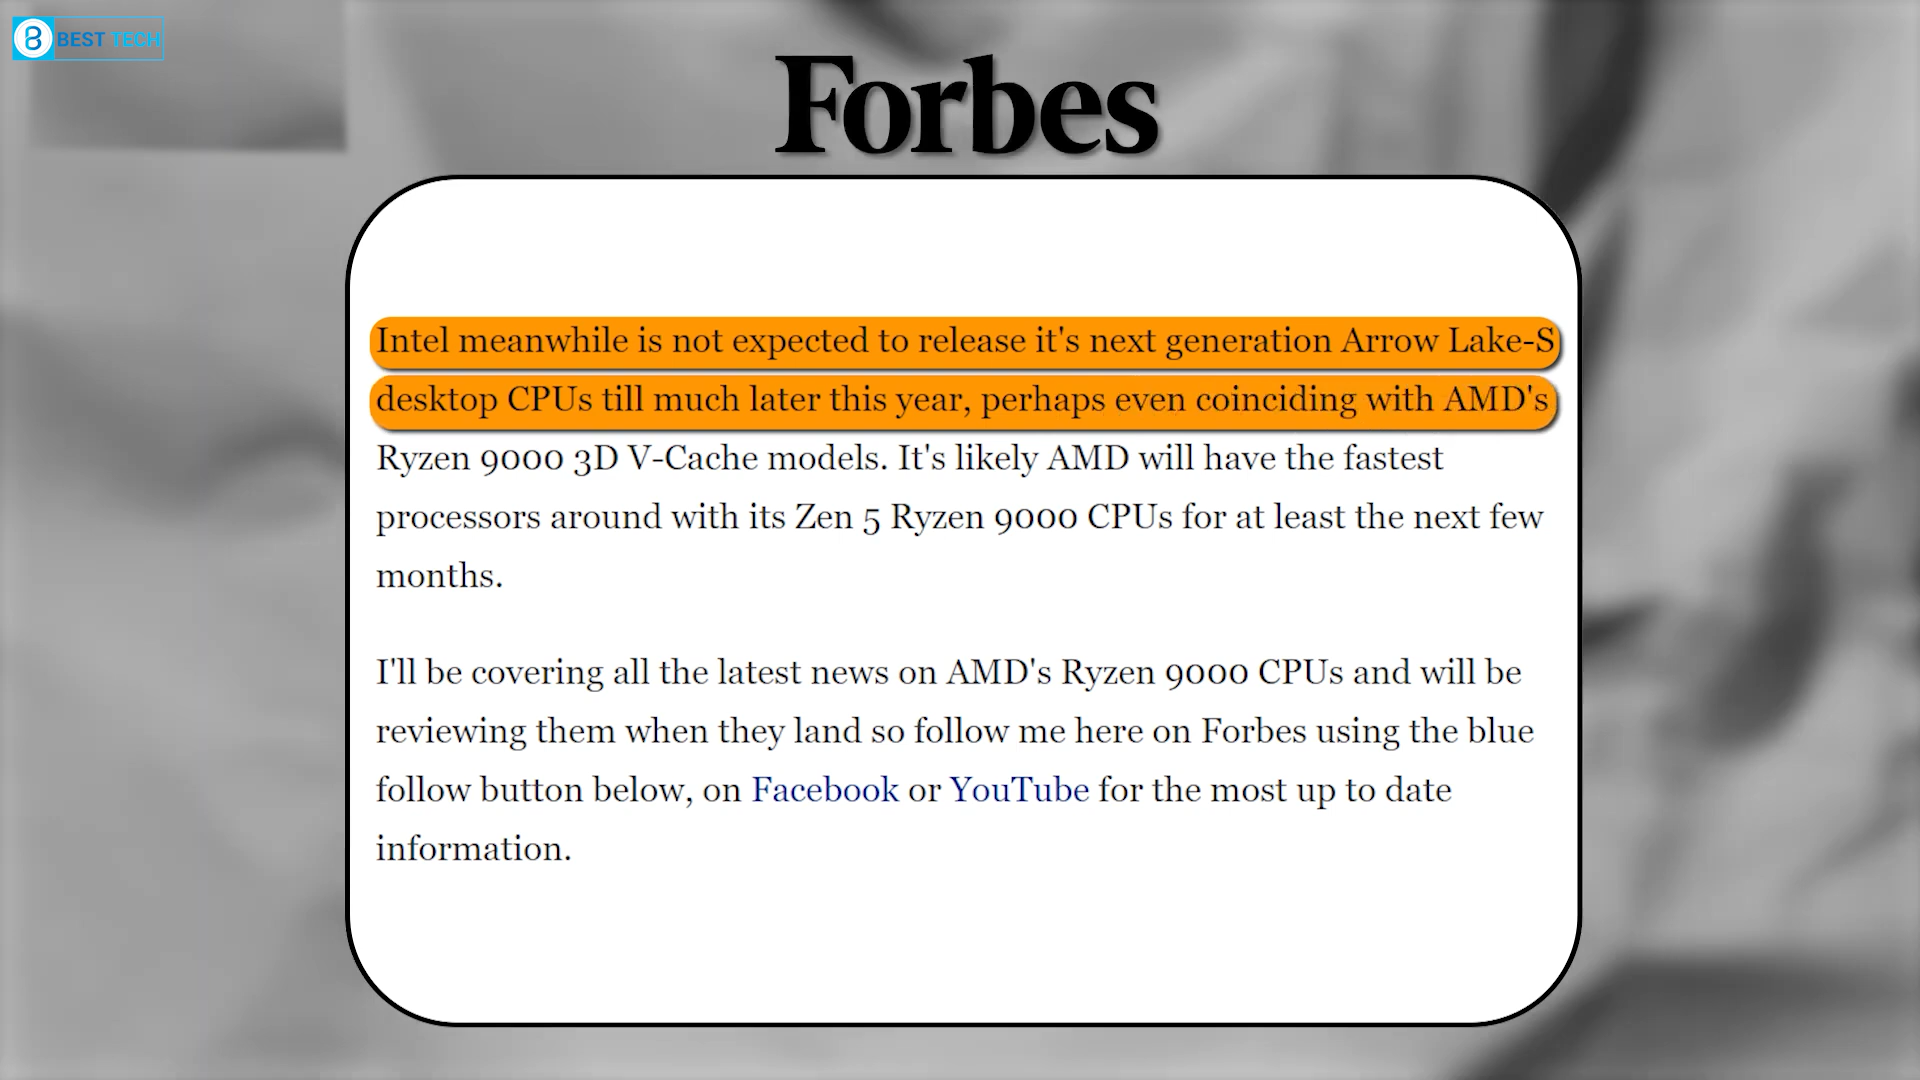 BEST TECH
Forbes
Intel meanwhile is not expected to release it's next generation Arrow Lake-S
desktop CPUs till much later this year, perhaps even coinciding with AMD's
Ryzen 9000 3D V-Cache models. It's likely AMD will have the fastest
processors around with its Zen 5 Ryzen 9000 CPUs for at least the next few
months.
I'll be covering all the latest news on AMD's Ryzen 9000 CPUs and will be
reviewing them when they land so follow me here on Forbes using the blue
follow button below, on Facebook or YouTube for the most up to date
information.